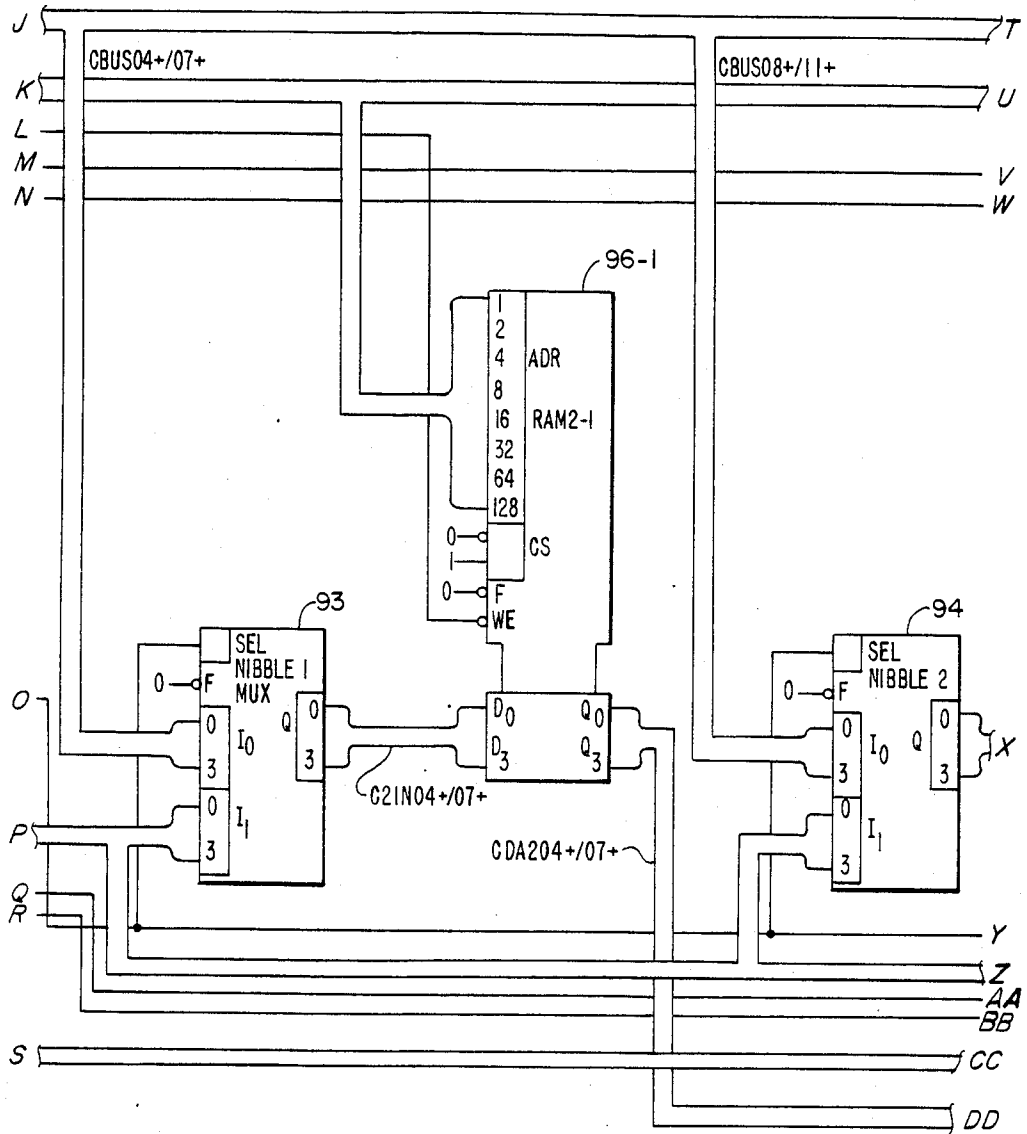 J T
CBUS04+/07+ CBUS08+/11+
K U
L
M V
N W
96-1
1
2
4 ADR
8
16 RAM2-1
32
64
128
0 CS
1
0 F
WE
93
SEL
NIBBLE 1
MUX
0 F
O
0 I0 Q 0
3 3
0 I1
3
D0 Q0
D3 Q3
C2IN04+/07+
CDA204+/07+
94
SEL
NIBBLE 2
0 F
0 I0 Q 0
3 3
X
0 I1
3
P
Q
R
Y
Z
AA
BB
S CC
DD